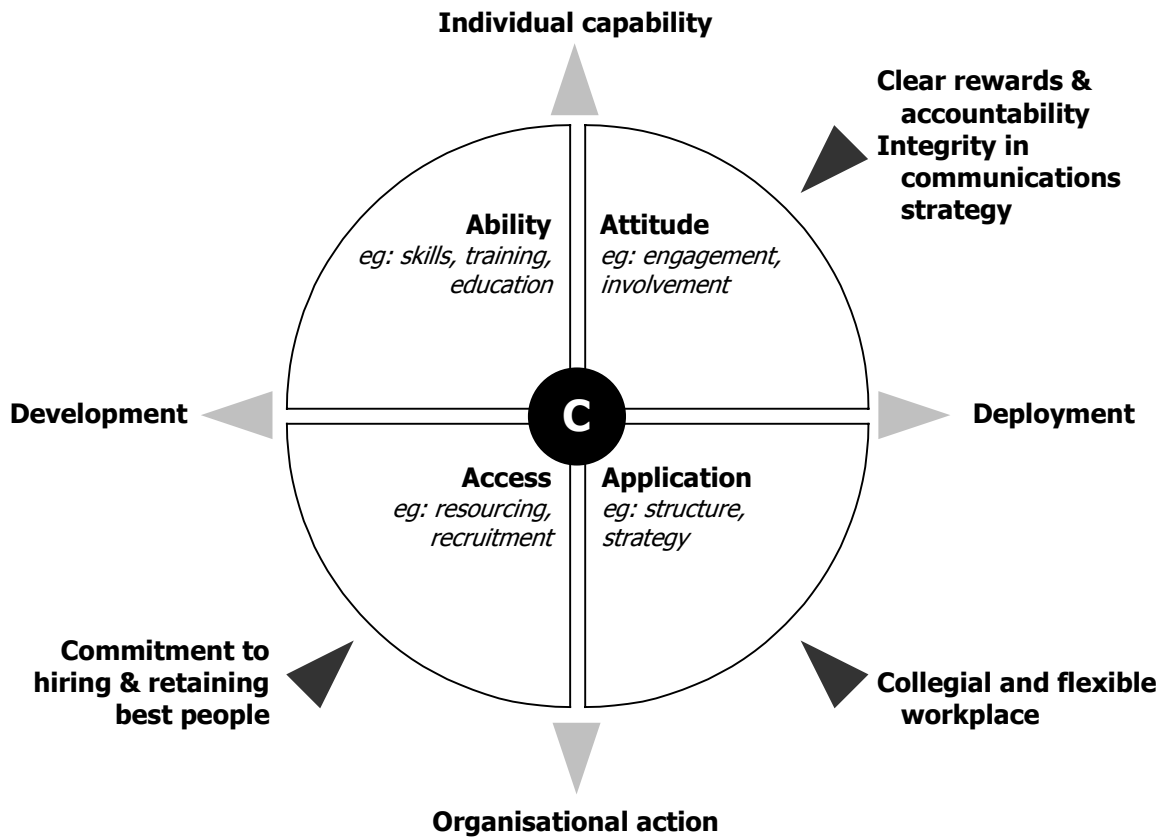 Individual capability
Clear rewards &
accountability
Integrity in
communications
strategy
Ability
eg: skills, training,
education
Attitude
eg: engagement,
involvement
Development
C
Deployment
Access
eg: resourcing,
recruitment
Application
eg: structure,
strategy
Commitment to
hiring & retaining
best people
Collegial and flexible
workplace
Organisational action